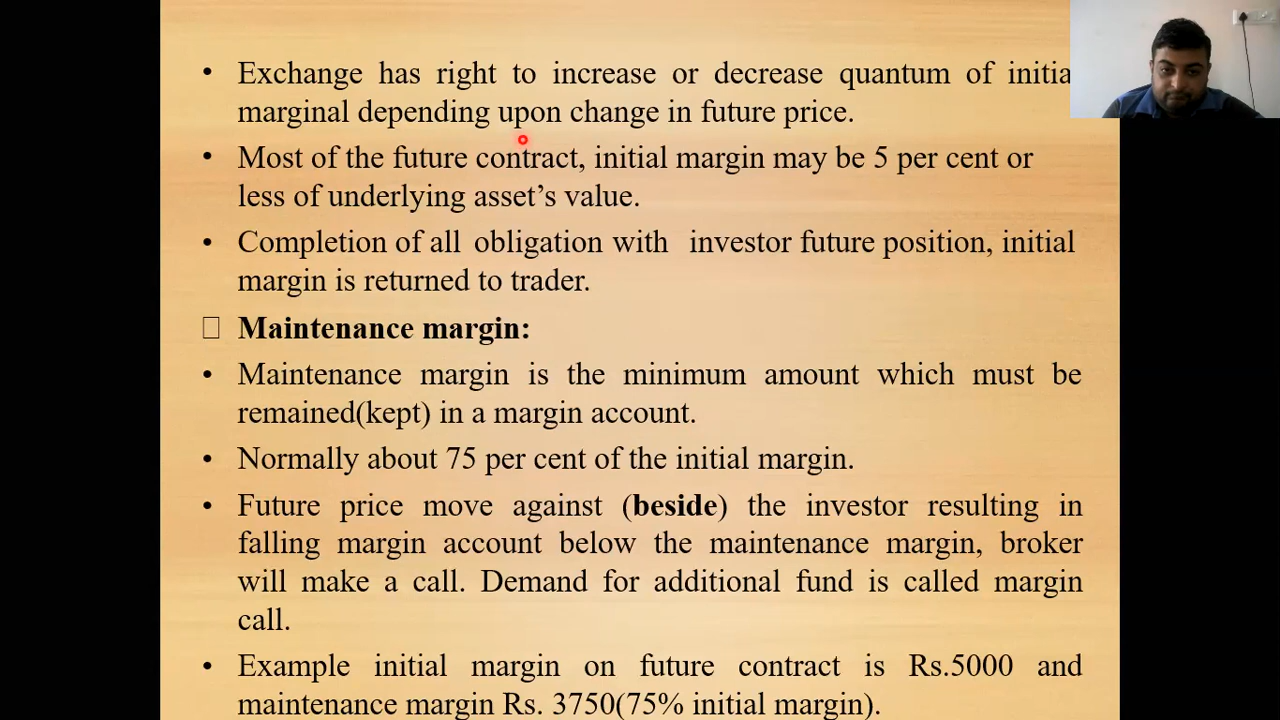 • Exchange has right to increase or decrease quantum of initia
marginal depending upon change in future price.
• Most of the future contract, initial margin may be 5 per cent or
less of underlying asset’s value.
• Completion of all obligation with investor future position, initial
margin is returned to trader.
Maintenance margin:
• Maintenance margin is the minimum amount which must be
remained(kept) in a margin account.
• Normally about 75 per cent of the initial margin.
• Future price move against (beside) the investor resulting in
falling margin account below the maintenance margin, broker
will make a call. Demand for additional fund is called margin
call.
• Example initial margin on future contract is Rs.5000 and
maintenance margin Rs. 3750(75% initial margin).